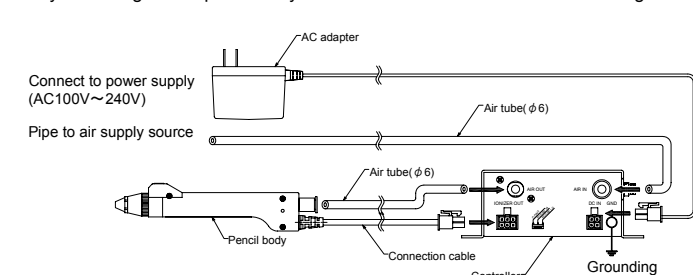 AC adapter
Connect to power supply
(AC100V～240V)
Air tube(φ6)
Pipe to air supply source
Air tube(φ6)
AIR OUT
AIR IN
IONIZER OUT
DC IN
GND
Pencil body
Connection cable
Controller
Grounding